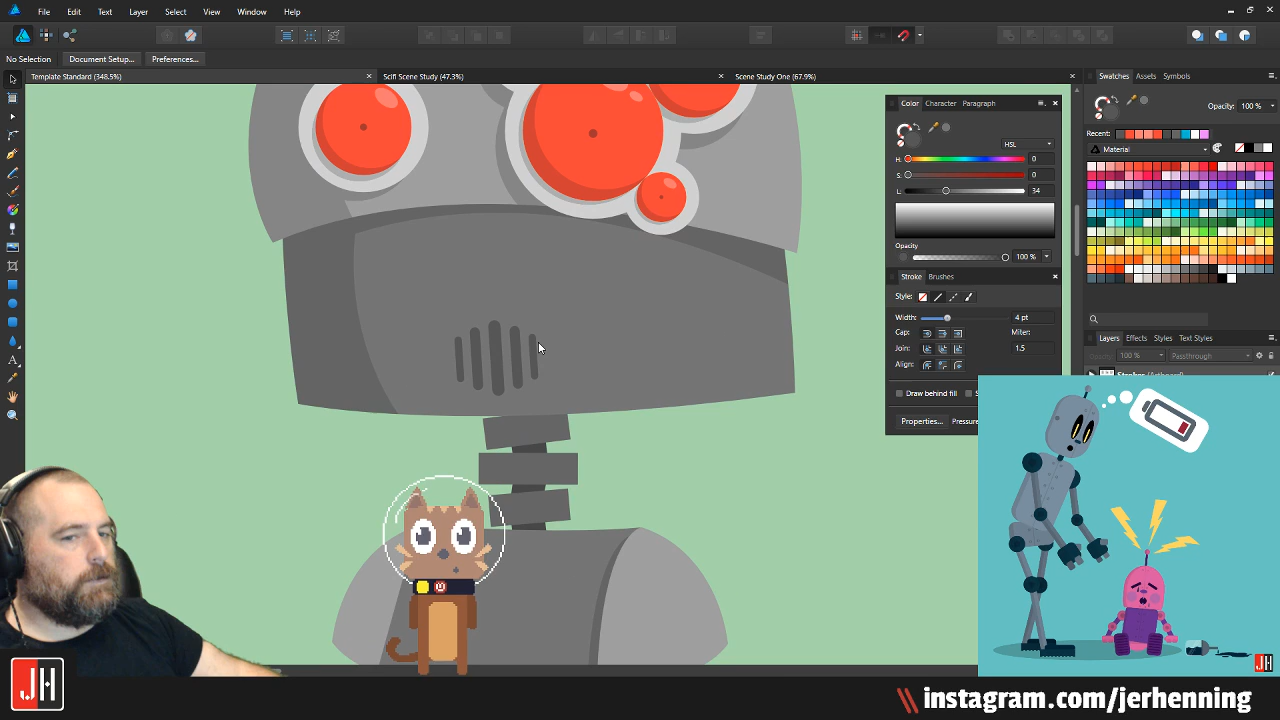 File Edit Text Layer Select View Window Help
No Selection Document Setup... Preferences...
Template Standard (348.5%) Scifi Scene Study (47.3%) Scene Study One (67.9%)
Color Character Paragraph
HSL
H: 0
S: 0
L: 34
Opacity
100 %
Stroke Brushes
Style:
Width: 4 pt
Cap: Miter:
Join: 1.5
Align:
Draw behind fill S
Properties... Pressure
Swatches Assets Symbols
Opacity: 100 %
Recent:
Material
Layers Effects Styles Text Styles
Opacity: 100 % Passthrough
JH
JH
\\ instagram.com/jerhenning